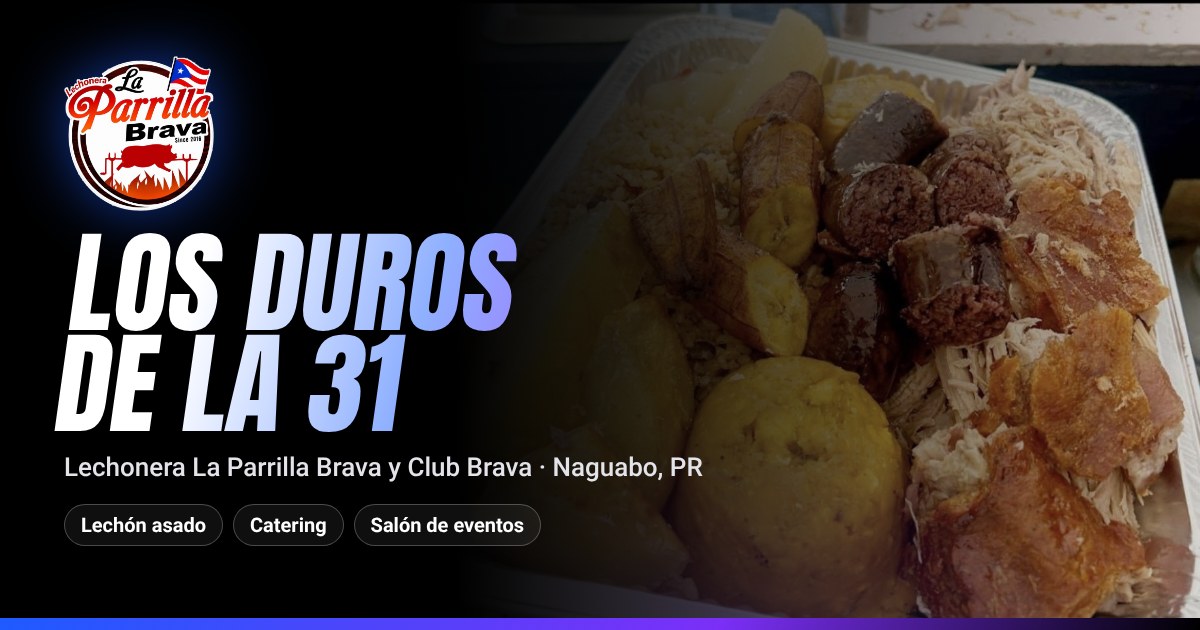 Lechonera
La
Parrilla
Brava
Since 2016
LOS DUROS
DE LA 31
Lechonera La Parrilla Brava y Club Brava · Naguabo, PR
Lechón asado
Catering
Salón de eventos